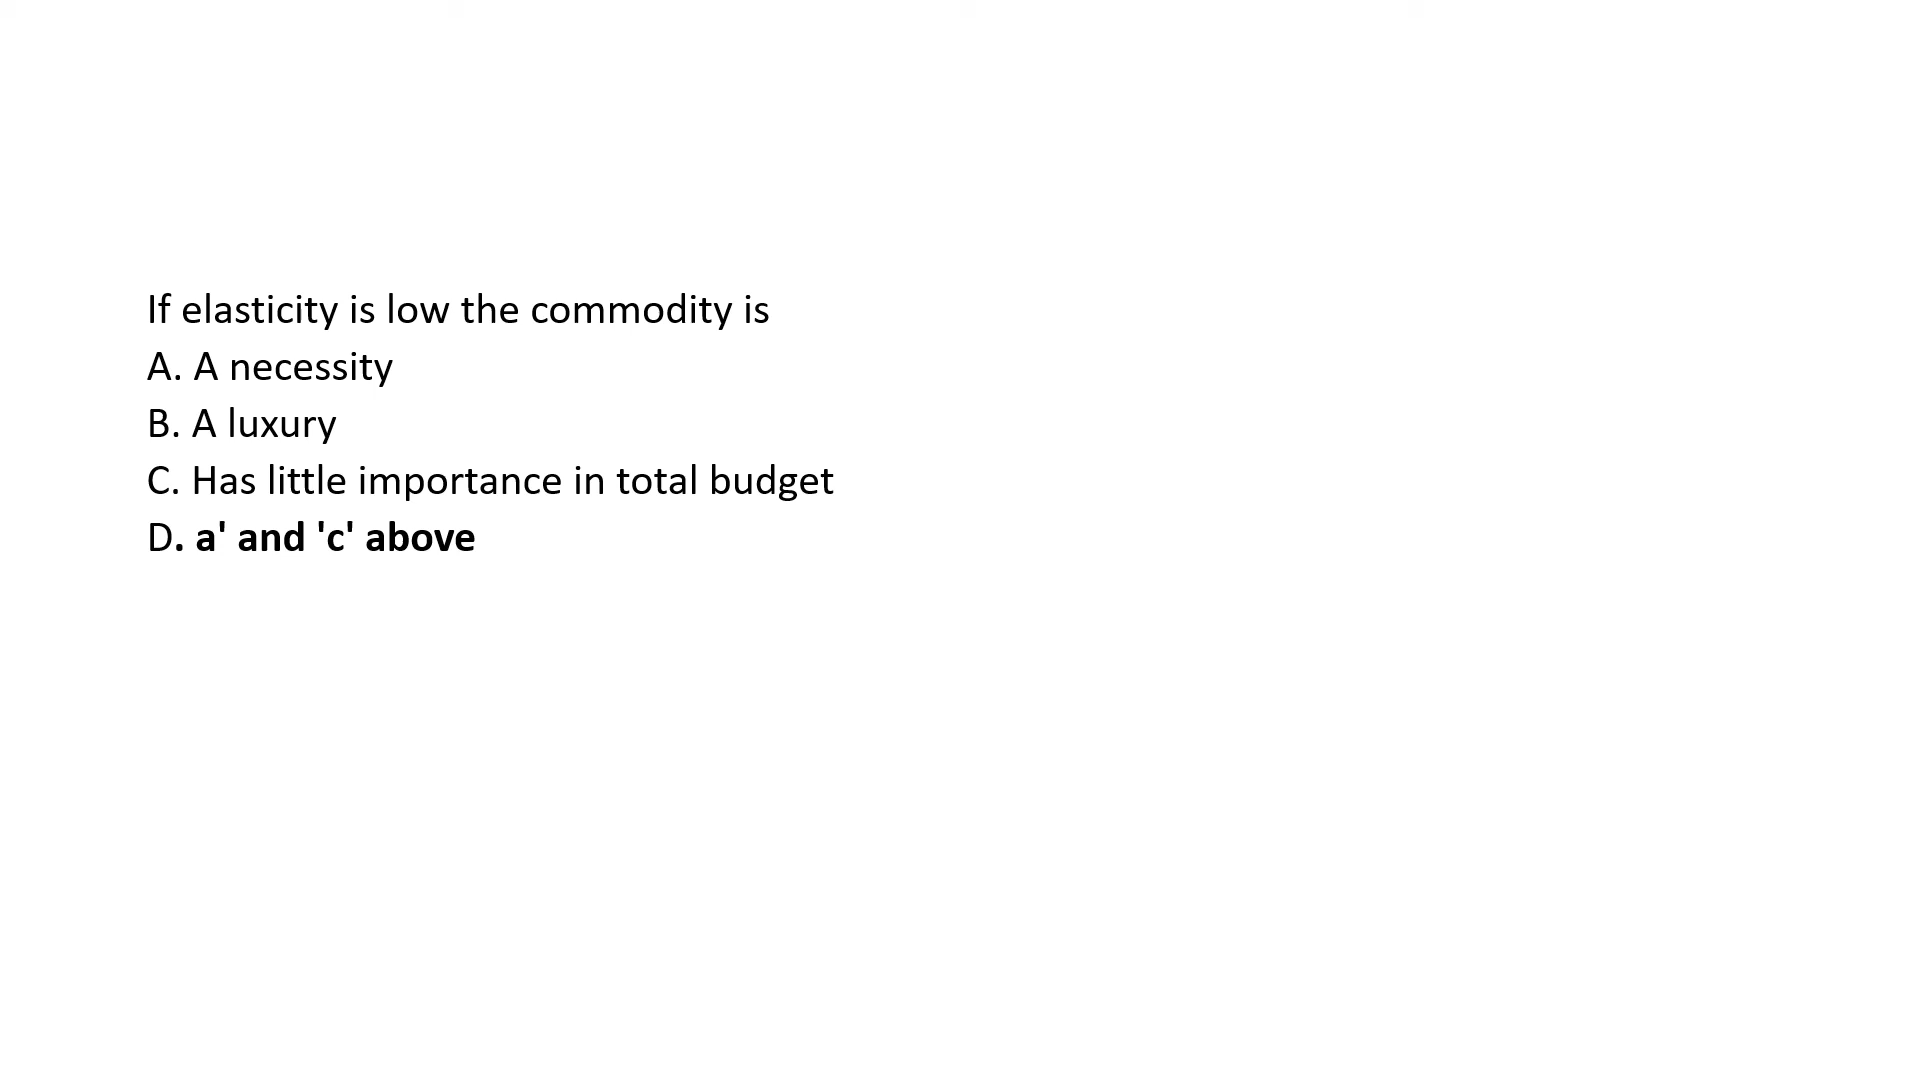 If elasticity is low the commodity is
A. A necessity
B. A luxury
C. Has little importance in total budget
D. a' and 'c' above